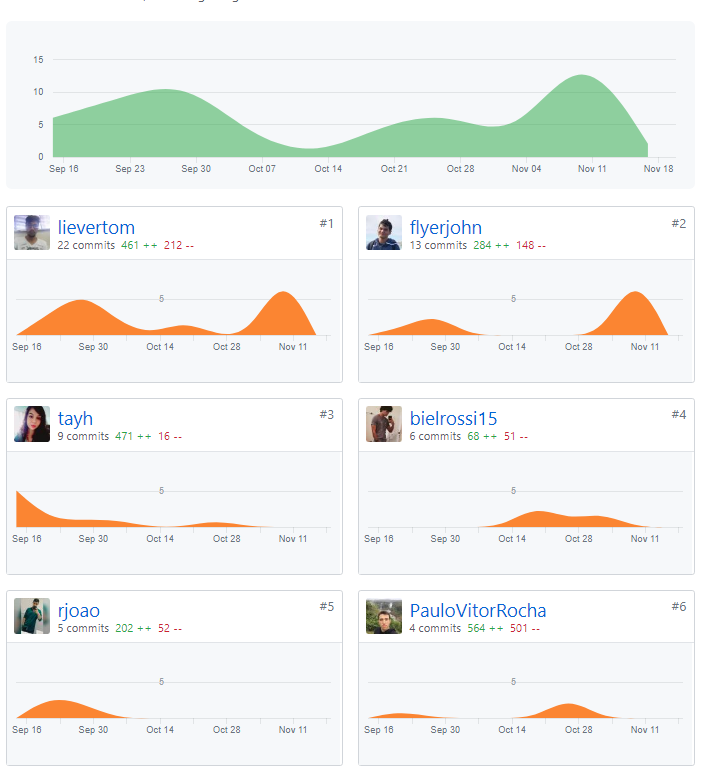 15
10
5
0
Sep 16 Sep 23 Sep 30 Oct 07 Oct 14 Oct 21 Oct 28 Nov 04 Nov 11 Nov 18
lievertom #1
22 commits 461 ++ 212 --
5
Sep 16 Sep 30 Oct 14 Oct 28 Nov 11
flyerjohn #2
13 commits 284 ++ 148 --
5
Sep 16 Sep 30 Oct 14 Oct 28 Nov 11
tayh #3
9 commits 471 ++ 16 --
5
Sep 16 Sep 30 Oct 14 Oct 28 Nov 11
bielrossi15 #4
6 commits 68 ++ 51 --
5
Sep 16 Sep 30 Oct 14 Oct 28 Nov 11
rjoao #5
5 commits 202 ++ 52 --
5
Sep 16 Sep 30 Oct 14 Oct 28 Nov 11
PauloVitorRocha #6
4 commits 564 ++ 501 --
5
Sep 16 Sep 30 Oct 14 Oct 28 Nov 11